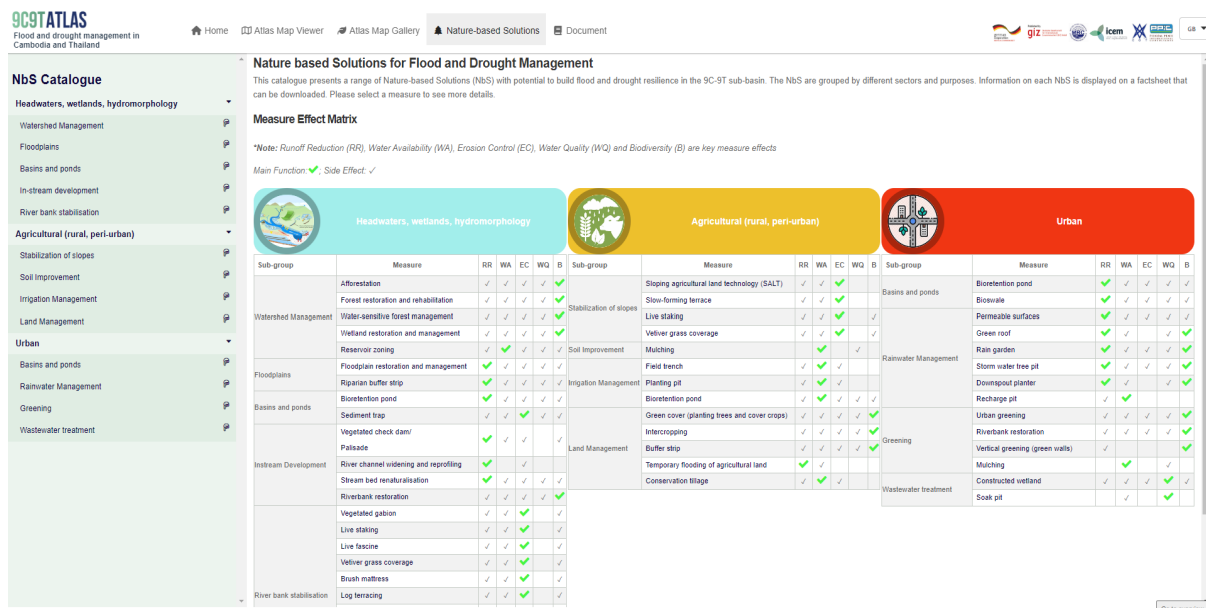 9C9TATLAS
Flood and drought management in
Cambodia and Thailand
Home
Atlas Map Viewer
Atlas Map Gallery
Nature-based Solutions
Document
giz
icem
GB
NbS Catalogue
Headwaters, wetlands, hydromorphology
Watershed Management
Floodplains
Basins and ponds
In-stream development
River bank stabilisation
Agricultural (rural, peri-urban)
Stabilization of slopes
Soil Improvement
Irrigation Management
Land Management
Urban
Basins and ponds
Rainwater Management
Greening
Wastewater treatment
Nature based Solutions for Flood and Drought Management
This catalogue presents a range of Nature-based Solutions (NbS) with potential to build flood and drought resilience in the 9C-9T sub-basin. The NbS are grouped by different sectors and purposes. Information on each NbS is displayed on a factsheet that
can be downloaded. Please select a measure to see more details.
Measure Effect Matrix
*Note: Runoff Reduction (RR), Water Availability (WA), Erosion Control (EC), Water Quality (WQ) and Biodiversity (B) are key measure effects
Main Function: ✔; Side Effect: ✓
Headwaters, wetlands, hydromorphology
Sub-group Measure RR WA EC WQ B
Watershed Management
Afforestation ✓ ✓ ✓ ✓ ✔
Forest restoration and rehabilitation ✓ ✓ ✓ ✓ ✔
Water-sensitive forest management ✓ ✓ ✓ ✓ ✔
Wetland restoration and management ✓ ✓ ✓ ✓ ✔
Reservoir zoning ✓ ✔ ✓ ✓ ✓
Floodplains
Floodplain restoration and management ✔ ✓ ✓ ✓ ✓
Riparian buffer strip ✔ ✓ ✓ ✓ ✓
Basins and ponds
Bioretention pond ✔ ✓ ✓ ✓ ✓
Sediment trap ✓ ✓ ✔ ✓ ✓
Instream Development
Vegetated check dam/
Palisade ✔ ✓ ✓ ✓
River channel widening and reprofiling ✔ ✓
Stream bed renaturalisation ✔ ✓ ✓ ✓ ✓
Riverbank restoration ✓ ✓ ✓ ✓ ✔
River bank stabilisation
Vegetated gabion ✓ ✓ ✔ ✓
Live staking ✓ ✓ ✔ ✓
Live fascine ✓ ✓ ✔ ✓
Vetiver grass coverage ✓ ✓ ✔ ✓
Brush mattress ✓ ✓ ✔ ✓
Log terracing ✓ ✓ ✔ ✓
Agricultural (rural, peri-urban)
Sub-group Measure RR WA EC WQ B
Stabilization of slopes
Sloping agricultural land technology (SALT) ✓ ✓ ✔
Slow-forming terrace ✓ ✓ ✔
Live staking ✓ ✓ ✔ ✓
Vetiver grass coverage ✓ ✓ ✔ ✓
Soil Improvement
Mulching ✔ ✓
Irrigation Management
Field trench ✓ ✔ ✓
Planting pit ✓ ✔ ✓
Bioretention pond ✓ ✔ ✓ ✓ ✓
Land Management
Green cover (planting trees and cover crops) ✓ ✓ ✓ ✓ ✔
Intercropping ✓ ✓ ✓ ✓ ✔
Buffer strip ✓ ✓ ✓ ✓ ✔
Temporary flooding of agricultural land ✔ ✓
Conservation tillage ✓ ✔ ✓
Urban
Sub-group Measure RR WA EC WQ B
Basins and ponds
Bioretention pond ✔ ✓ ✓ ✓ ✓
Bioswale ✔ ✓ ✓ ✓ ✓
Rainwater Management
Permeable surfaces ✔ ✓ ✓ ✓ ✓
Green roof ✔ ✓ ✓ ✔
Rain garden ✔ ✓ ✓ ✓ ✔
Storm water tree pit ✔ ✓ ✓ ✓ ✔
Downspout planter ✔ ✓ ✓ ✔
Recharge pit ✓ ✔
Greening
Urban greening ✓ ✓ ✓ ✓ ✔
Riverbank restoration ✓ ✓ ✓ ✓ ✔
Vertical greening (green walls) ✓ ✔
Mulching ✔ ✓
Wastewater treatment
Constructed wetland ✓ ✓ ✓ ✔ ✓
Soak pit ✓ ✔